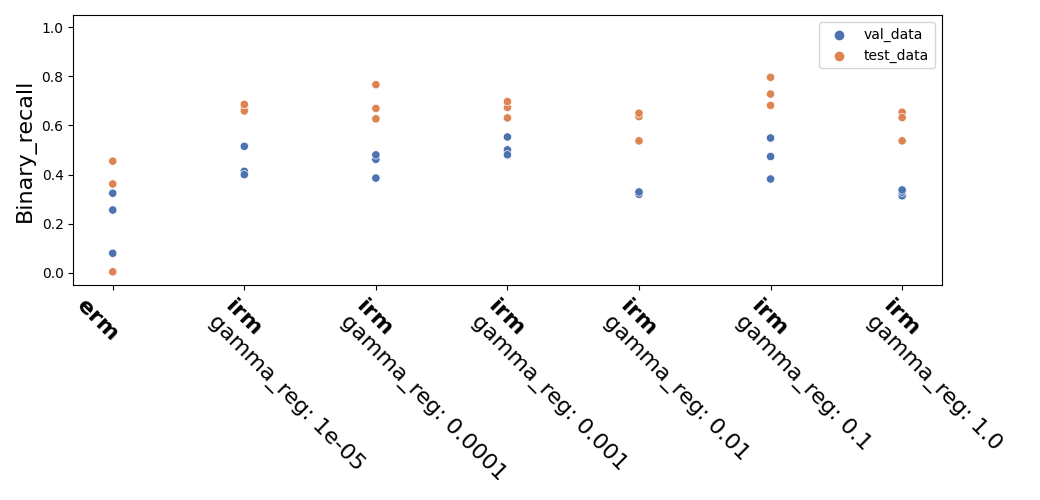 Binary_recall
1.0
0.8
0.6
0.4
0.2
0.0
val_data
test_data
erm
irm
gamma_reg: 1e-05
irm
gamma_reg: 0.0001
irm
gamma_reg: 0.001
irm
gamma_reg: 0.01
irm
gamma_reg: 0.1
irm
gamma_reg: 1.0